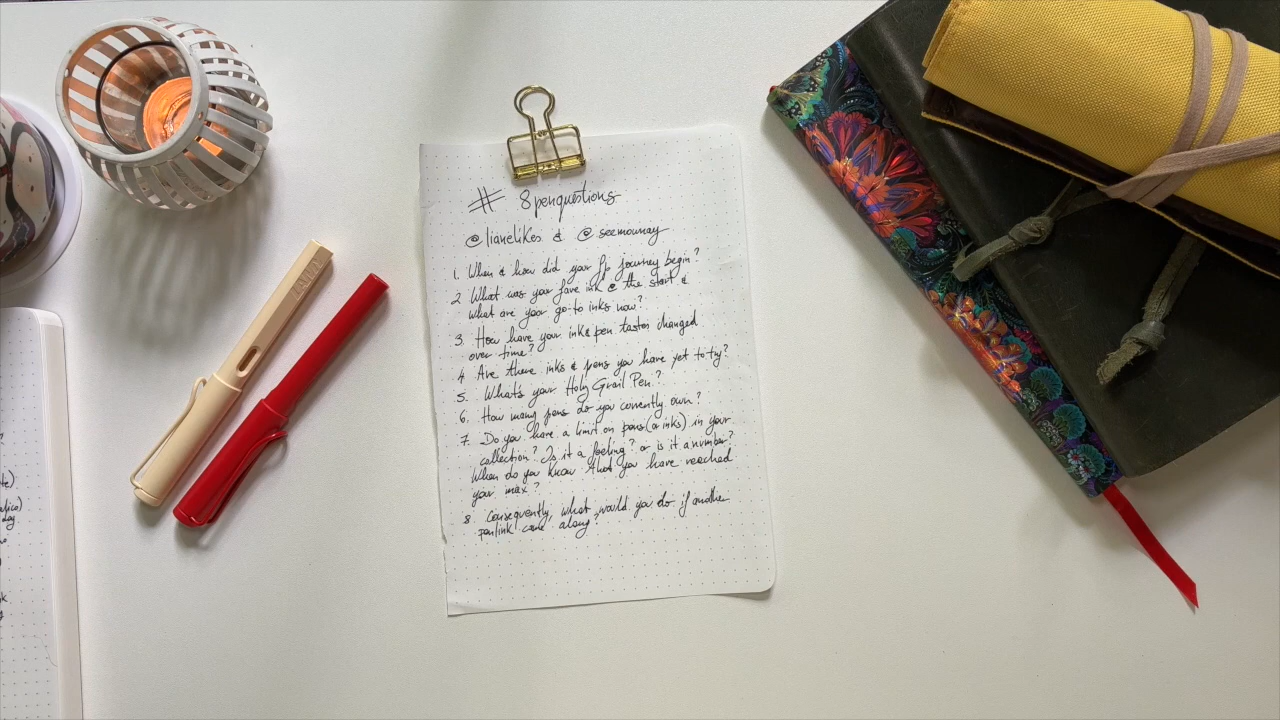 # 8penquestions
@lianelikes & @seemownay
1. When & how did your fp journey begin?
2 What was your fave ink @ the start &
what are your go-to inks now?
3. How have your ink & pen tastes changed
over time?
4. Are there inks & pens you have yet to try?
5. What's your Holy Grail Pen?
6. How many pens do you currently own?
7. Do you have a limit on pens (or inks) in your
collection? Is it a feeling? or is it a number?
When do you know that you have reached
your max?
8. Consequently, what would you do if another
pen/ink came along?
LAMY
day